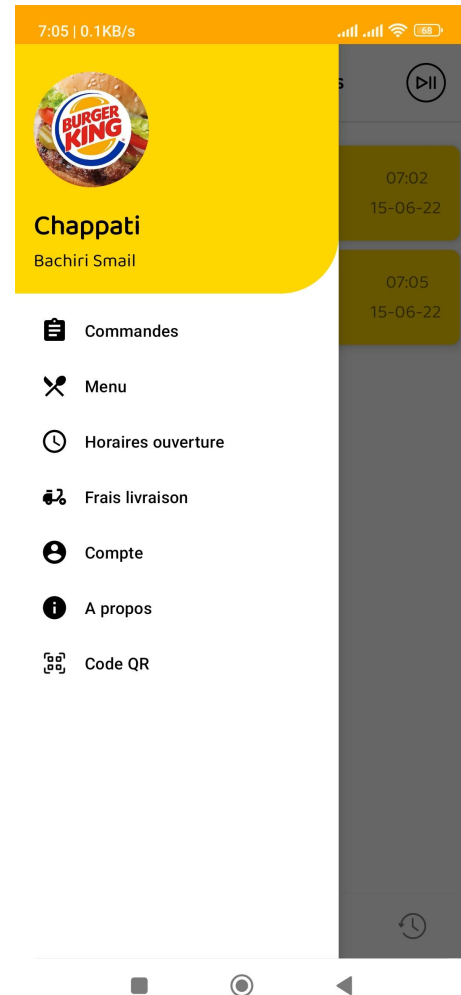 7:05 | 0.1KB/s
68
BURGER
KING
Chappati
Bachiri Smail
Commandes
Menu
Horaires ouverture
Frais livraison
Compte
A propos
Code QR
s
07:02
15-06-22
07:05
15-06-22